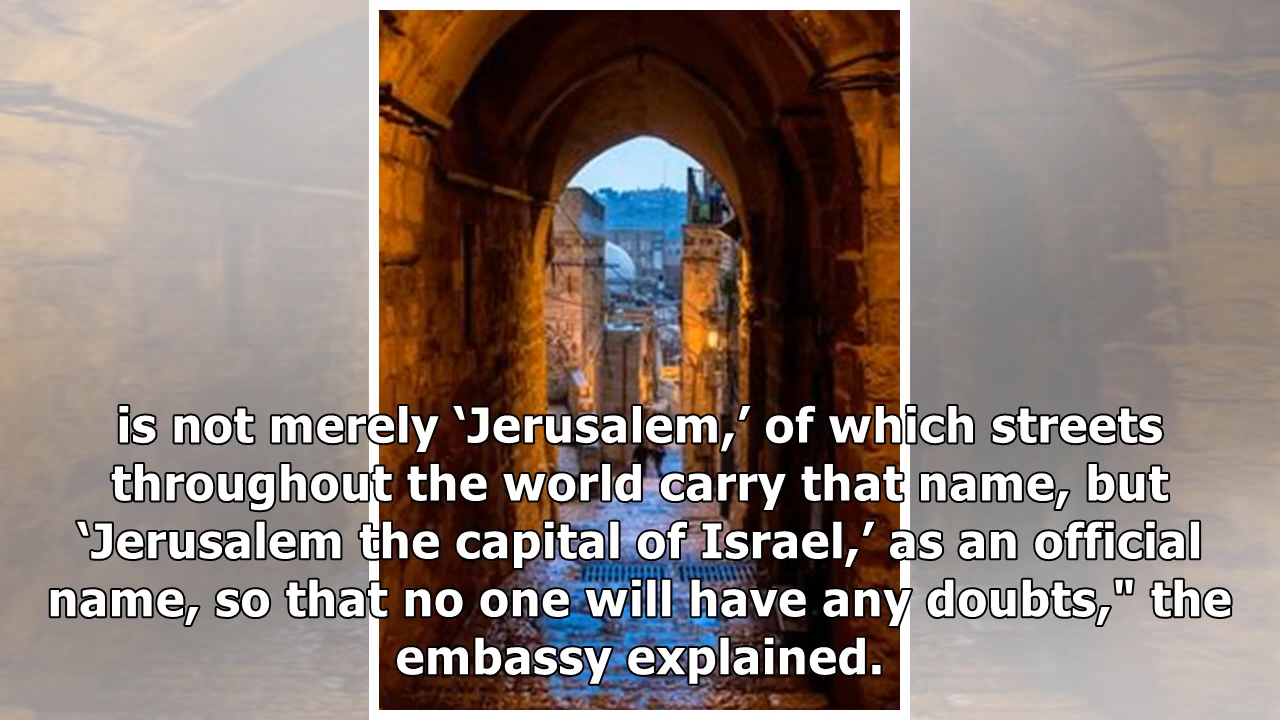 is not merely ‘Jerusalem,’ of which streets
throughout the world carry that name, but
‘Jerusalem the capital of Israel,’ as an official
name, so that no one will have any doubts," the
embassy explained.